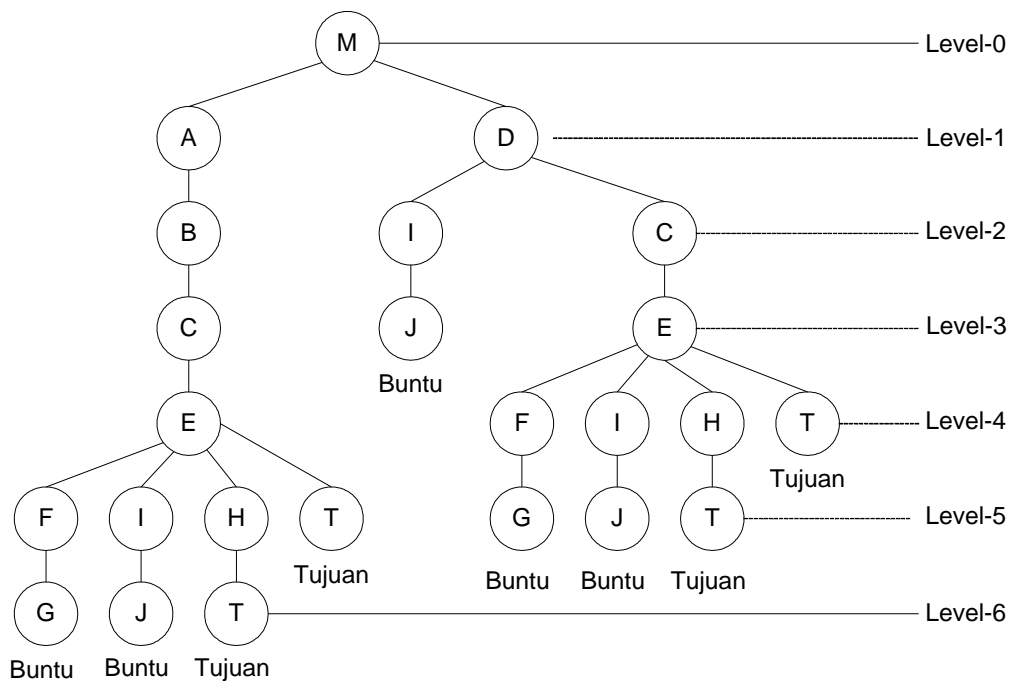 M Level-0
A D Level-1
B I C Level-2
C J E Level-3
Buntu
E F I H T Level-4
Tujuan
F I H T G J T Level-5
Tujuan Buntu Buntu Tujuan
G J T Level-6
Buntu Buntu Tujuan